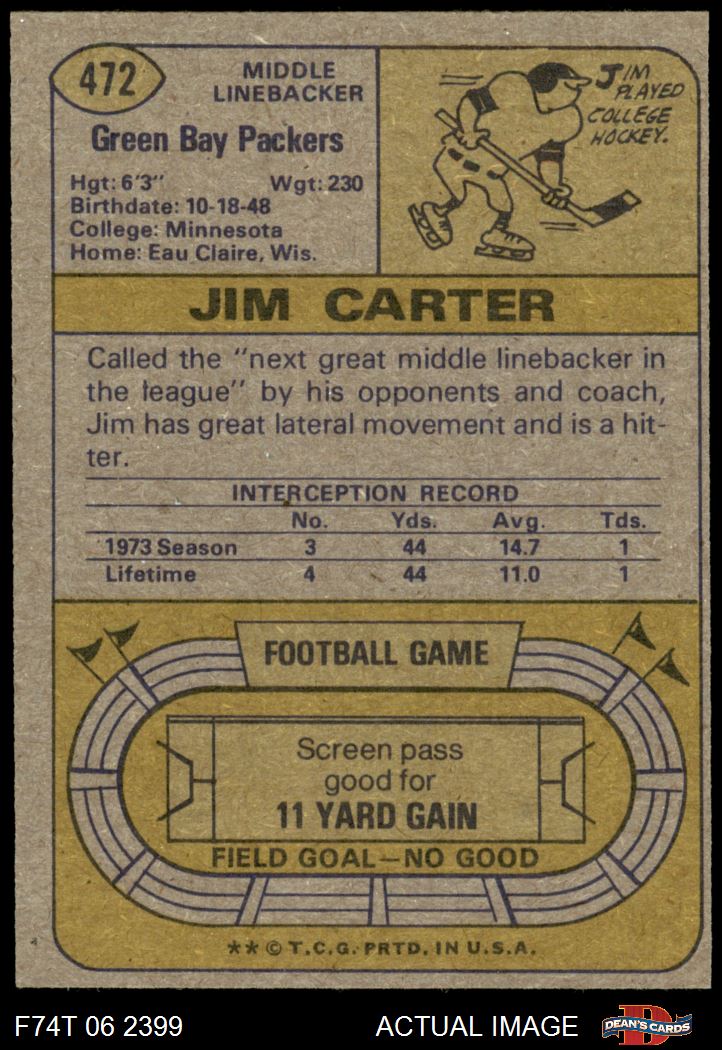 472
MIDDLE
LINEBACKER
Green Bay Packers
Hgt: 6'3" Wgt: 230
Birthdate: 10-18-48
College: Minnesota
Home: Eau Claire, Wis.
JIM
PLAYED
COLLEGE
HOCKEY.
JIM CARTER
Called the "next great middle linebacker in
the league" by his opponents and coach,
Jim has great lateral movement and is a hit-
ter.
INTERCEPTION RECORD
No. Yds. Avg. Tds.
1973 Season 3 44 14.7 1
Lifetime 4 44 11.0 1
FOOTBALL GAME
Screen pass
good for
11 YARD GAIN
FIELD GOAL—NO GOOD
** © T.C.G. PRTD. IN U.S.A.
F74T 06 2399 ACTUAL IMAGE D DEAN'S CARDS